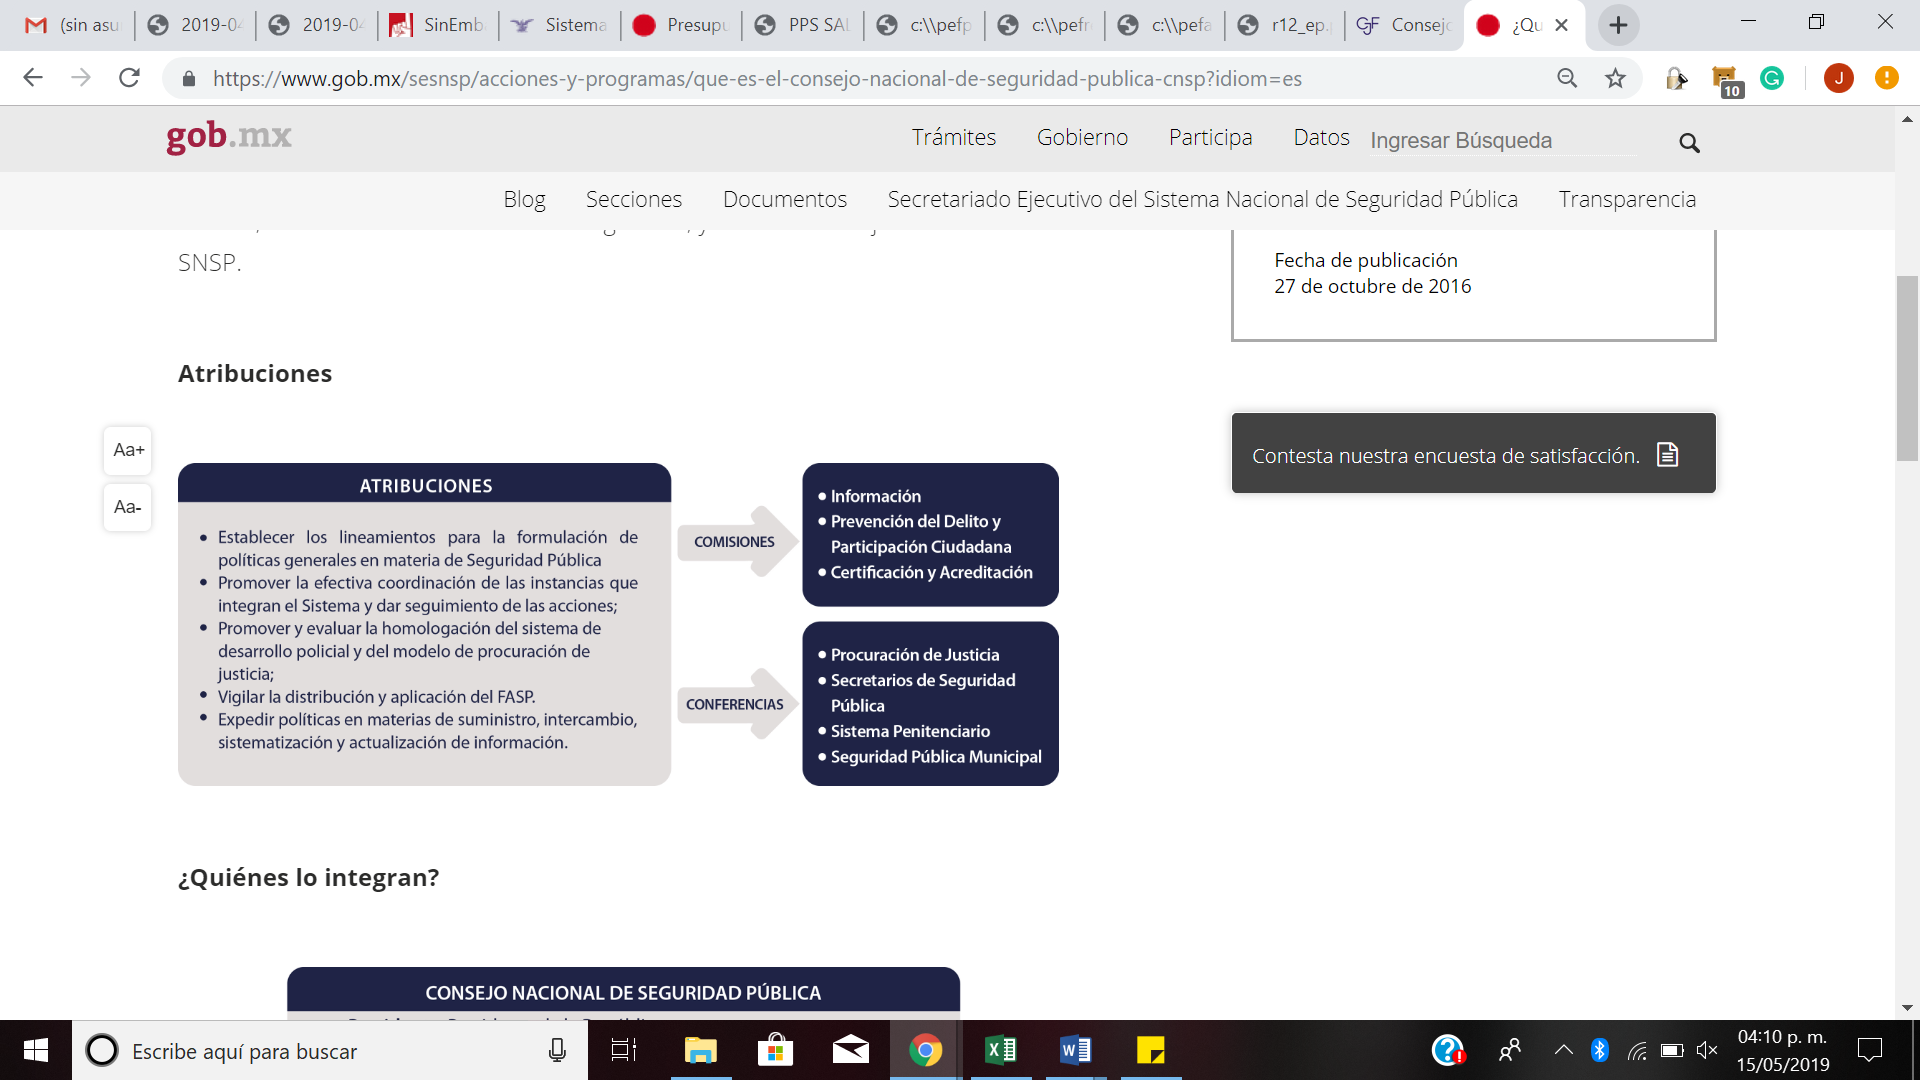 (sin asu
2019-04
2019-04
SinEmb
Sistema
Presupu
PPS SAL
c:\\pefp
c:\\pefr
c:\\pefa
r12_ep.
Consejo
¿Qu
https://www.gob.mx/sesnsp/acciones-y-programas/que-es-el-consejo-nacional-de-seguridad-publica-cnsp?idiom=es
10
J
gob.mx
Trámites
Gobierno
Participa
Datos
Ingresar Búsqueda
Blog
Secciones
Documentos
Secretariado Ejecutivo del Sistema Nacional de Seguridad Pública
Transparencia
SNSP.
Fecha de publicación
27 de octubre de 2016
Atribuciones
Aa+
Aa-
Contesta nuestra encuesta de satisfacción.
ATRIBUCIONES
• Establecer los lineamientos para la formulación de
políticas generales en materia de Seguridad Pública
• Promover la efectiva coordinación de las instancias que
integran el Sistema y dar seguimiento de las acciones;
• Promover y evaluar la homologación del sistema de
desarrollo policial y del modelo de procuración de
justicia;
• Vigilar la distribución y aplicación del FASP.
• Expedir políticas en materias de suministro, intercambio,
sistematización y actualización de información.
COMISIONES
• Información
• Prevención del Delito y
Participación Ciudadana
• Certificación y Acreditación
CONFERENCIAS
• Procuración de Justicia
• Secretarios de Seguridad
Pública
• Sistema Penitenciario
• Seguridad Pública Municipal
¿Quiénes lo integran?
CONSEJO NACIONAL DE SEGURIDAD PÚBLICA
Escribe aquí para buscar
04:10 p. m.
15/05/2019